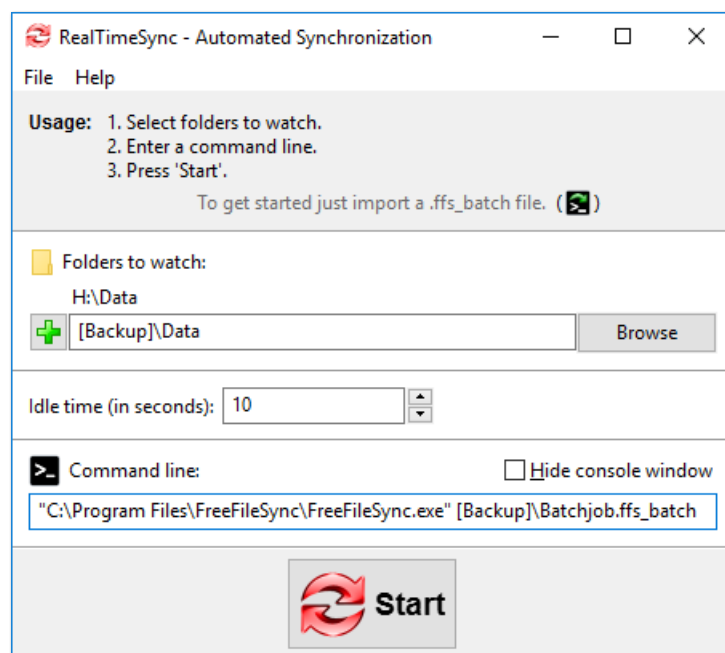 RealTimeSync - Automated Synchronization
File Help
Usage: 1. Select folders to watch.
2. Enter a command line.
3. Press 'Start'.
To get started just import a .ffs_batch file. ( )
Folders to watch:
H:\Data
[Backup]\Data Browse
Idle time (in seconds): 10
Command line: Hide console window
"C:\Program Files\FreeFileSync\FreeFileSync.exe" [Backup]\Batchjob.ffs_batch
Start